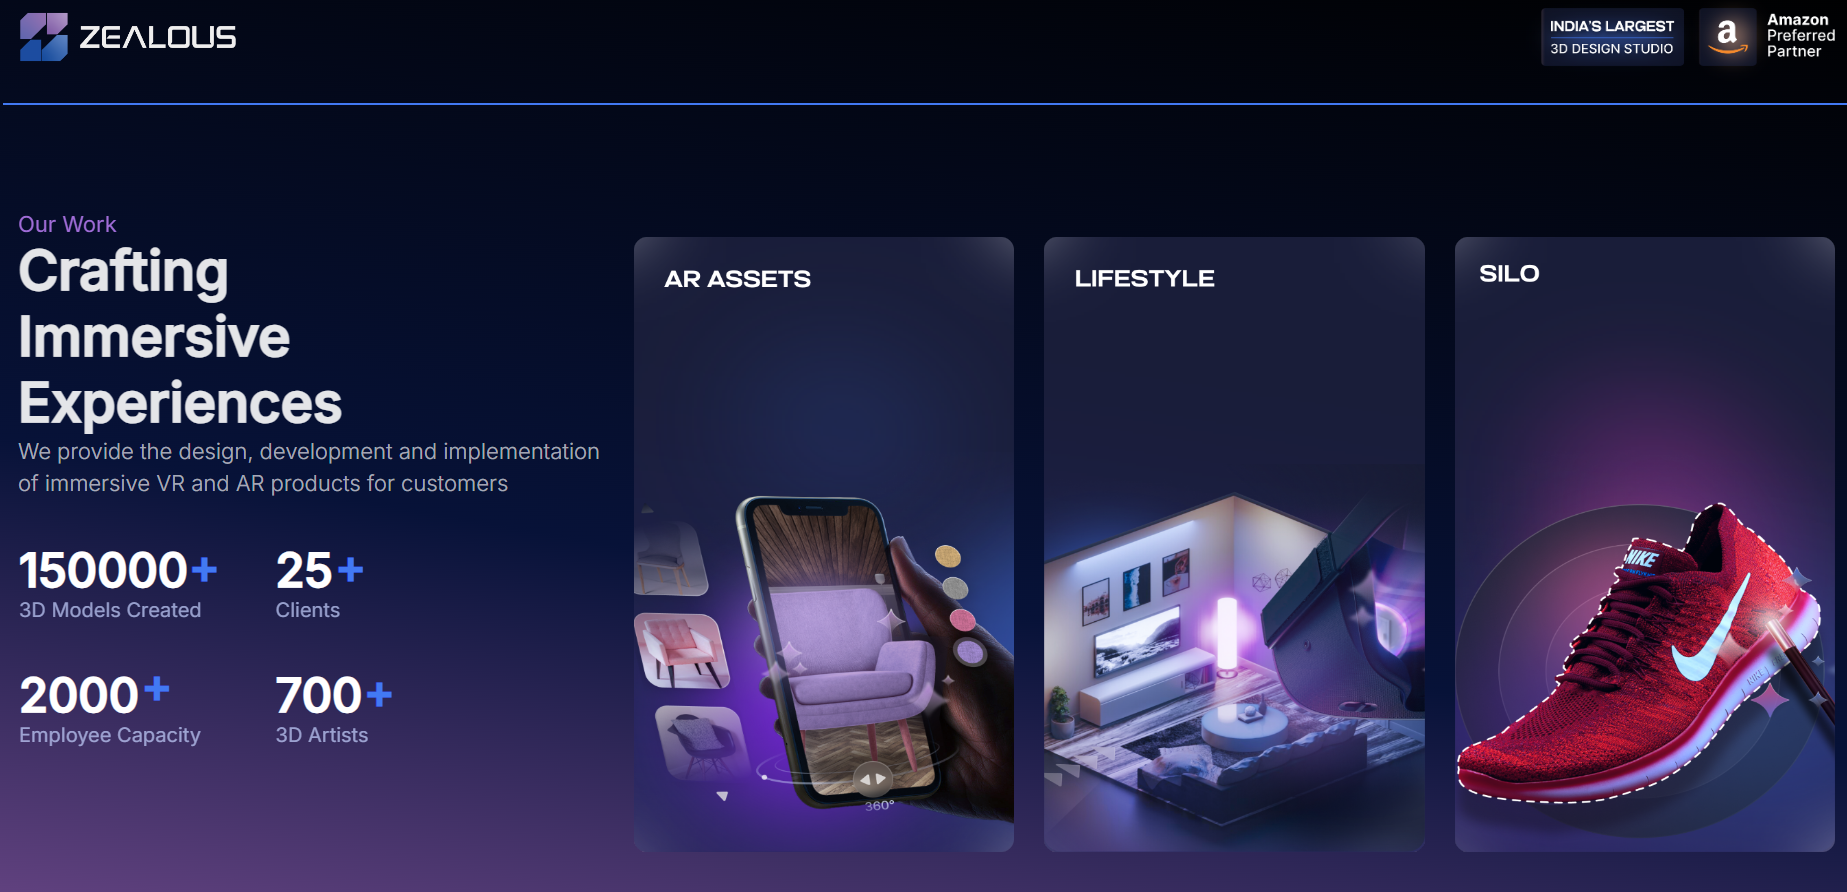 ZEALOUS
INDIA'S LARGEST
3D DESIGN STUDIO
a
Amazon
Preferred
Partner
Our Work
Crafting
Immersive
Experiences
We provide the design, development and implementation
of immersive VR and AR products for customers
150000+
3D Models Created
25+
Clients
2000+
Employee Capacity
700+
3D Artists
AR ASSETS
360°
LIFESTYLE
SILO
NIKE
NIKE